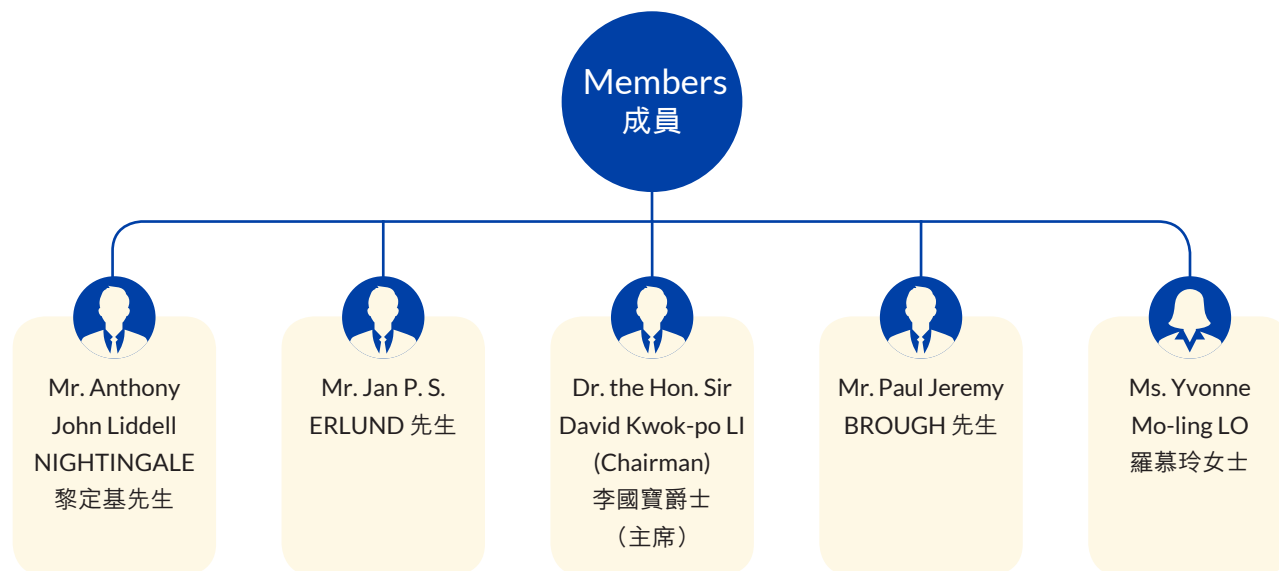 Members
成員
Mr. Anthony
John Liddell
NIGHTINGALE
黎定基先生
Mr. Jan P. S.
ERLUND 先生
Dr. the Hon. Sir
David Kwok-po LI
(Chairman)
李國寶爵士
（主席）
Mr. Paul Jeremy
BROUGH 先生
Ms. Yvonne
Mo-ling LO
羅慕玲女士